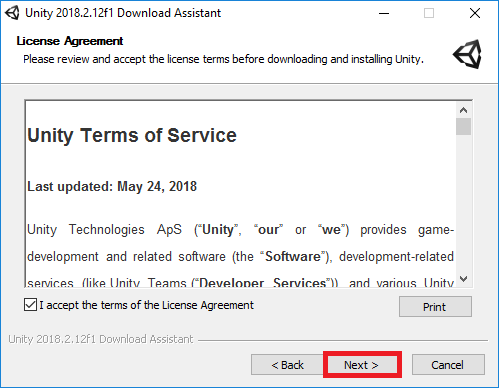 Unity 2018.2.12f1 Download Assistant
License Agreement
Please review and accept the license terms before downloading and installing Unity.
Unity Terms of Service
Last updated: May 24, 2018
Unity Technologies ApS (“Unity”, “our” or “we”) provides game-
development and related software (the “Software”), development-related
services (like Unity Teams (“Developer Services”)), and various Unity
I accept the terms of the License Agreement
Print
Unity 2018.2.12f1 Download Assistant
< Back
Next >
Cancel